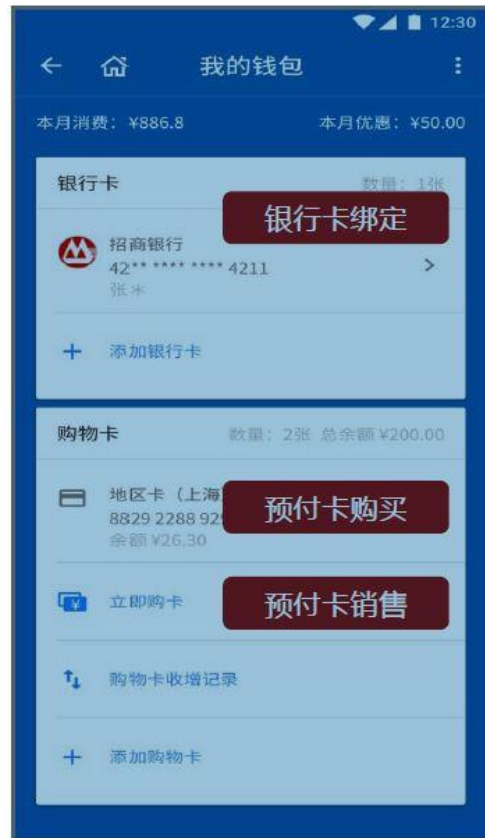 12:30
我的钱包
本月消费：¥886.8 本月优惠：¥50.00
银行卡 数量：1张
银行卡绑定
招商银行
42** **** **** 4211
张*
添加银行卡
购物卡 数量：2张 总余额 ¥200.00
地区卡（上海
预付卡购买
8829 2288 92
余额 ¥26.30
立即购卡
预付卡销售
购物卡收增记录
添加购物卡